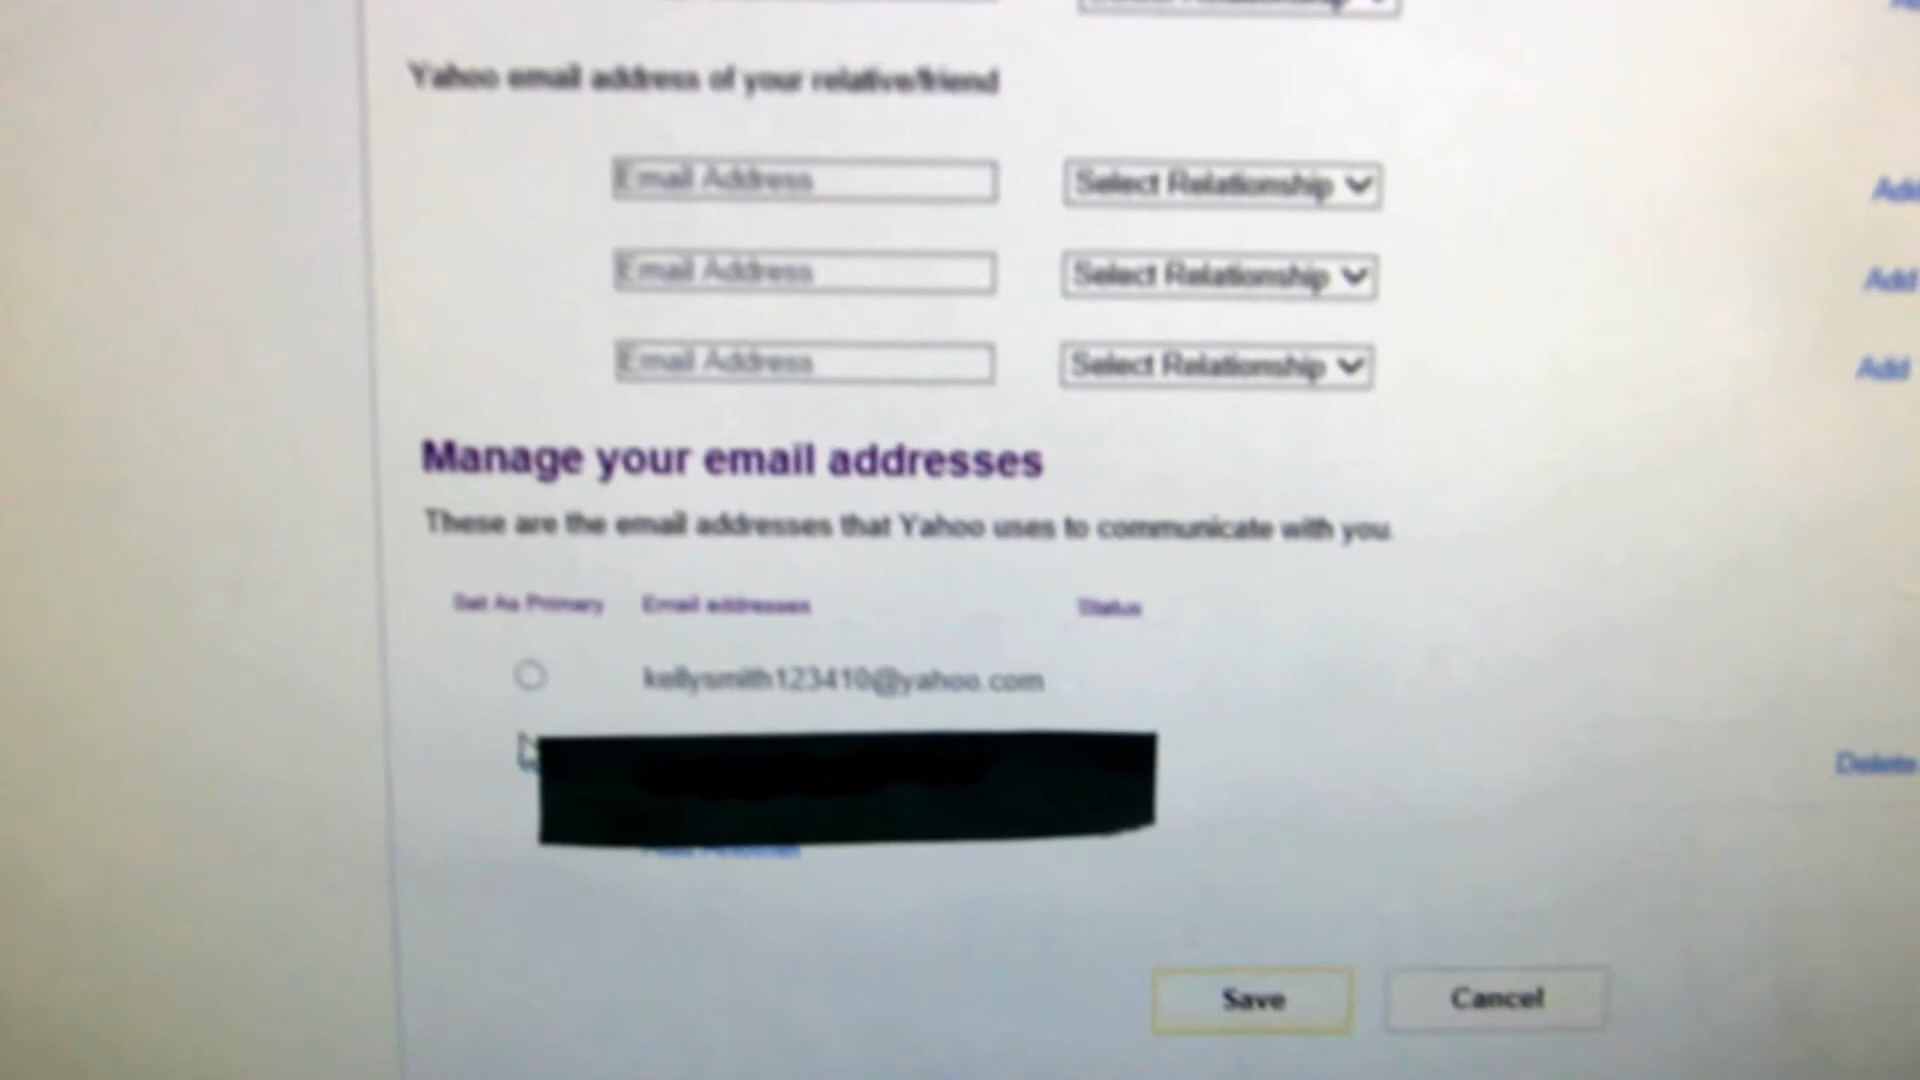 Yahoo email address of your relative/friend
Email Address Select Relationship Add
Email Address Select Relationship Add
Email Address Select Relationship Add
Manage your email addresses
These are the email addresses that Yahoo uses to communicate with you.
Set As Primary Email addresses Status
kellysmith123410@yahoo.com
Delete
Save Cancel